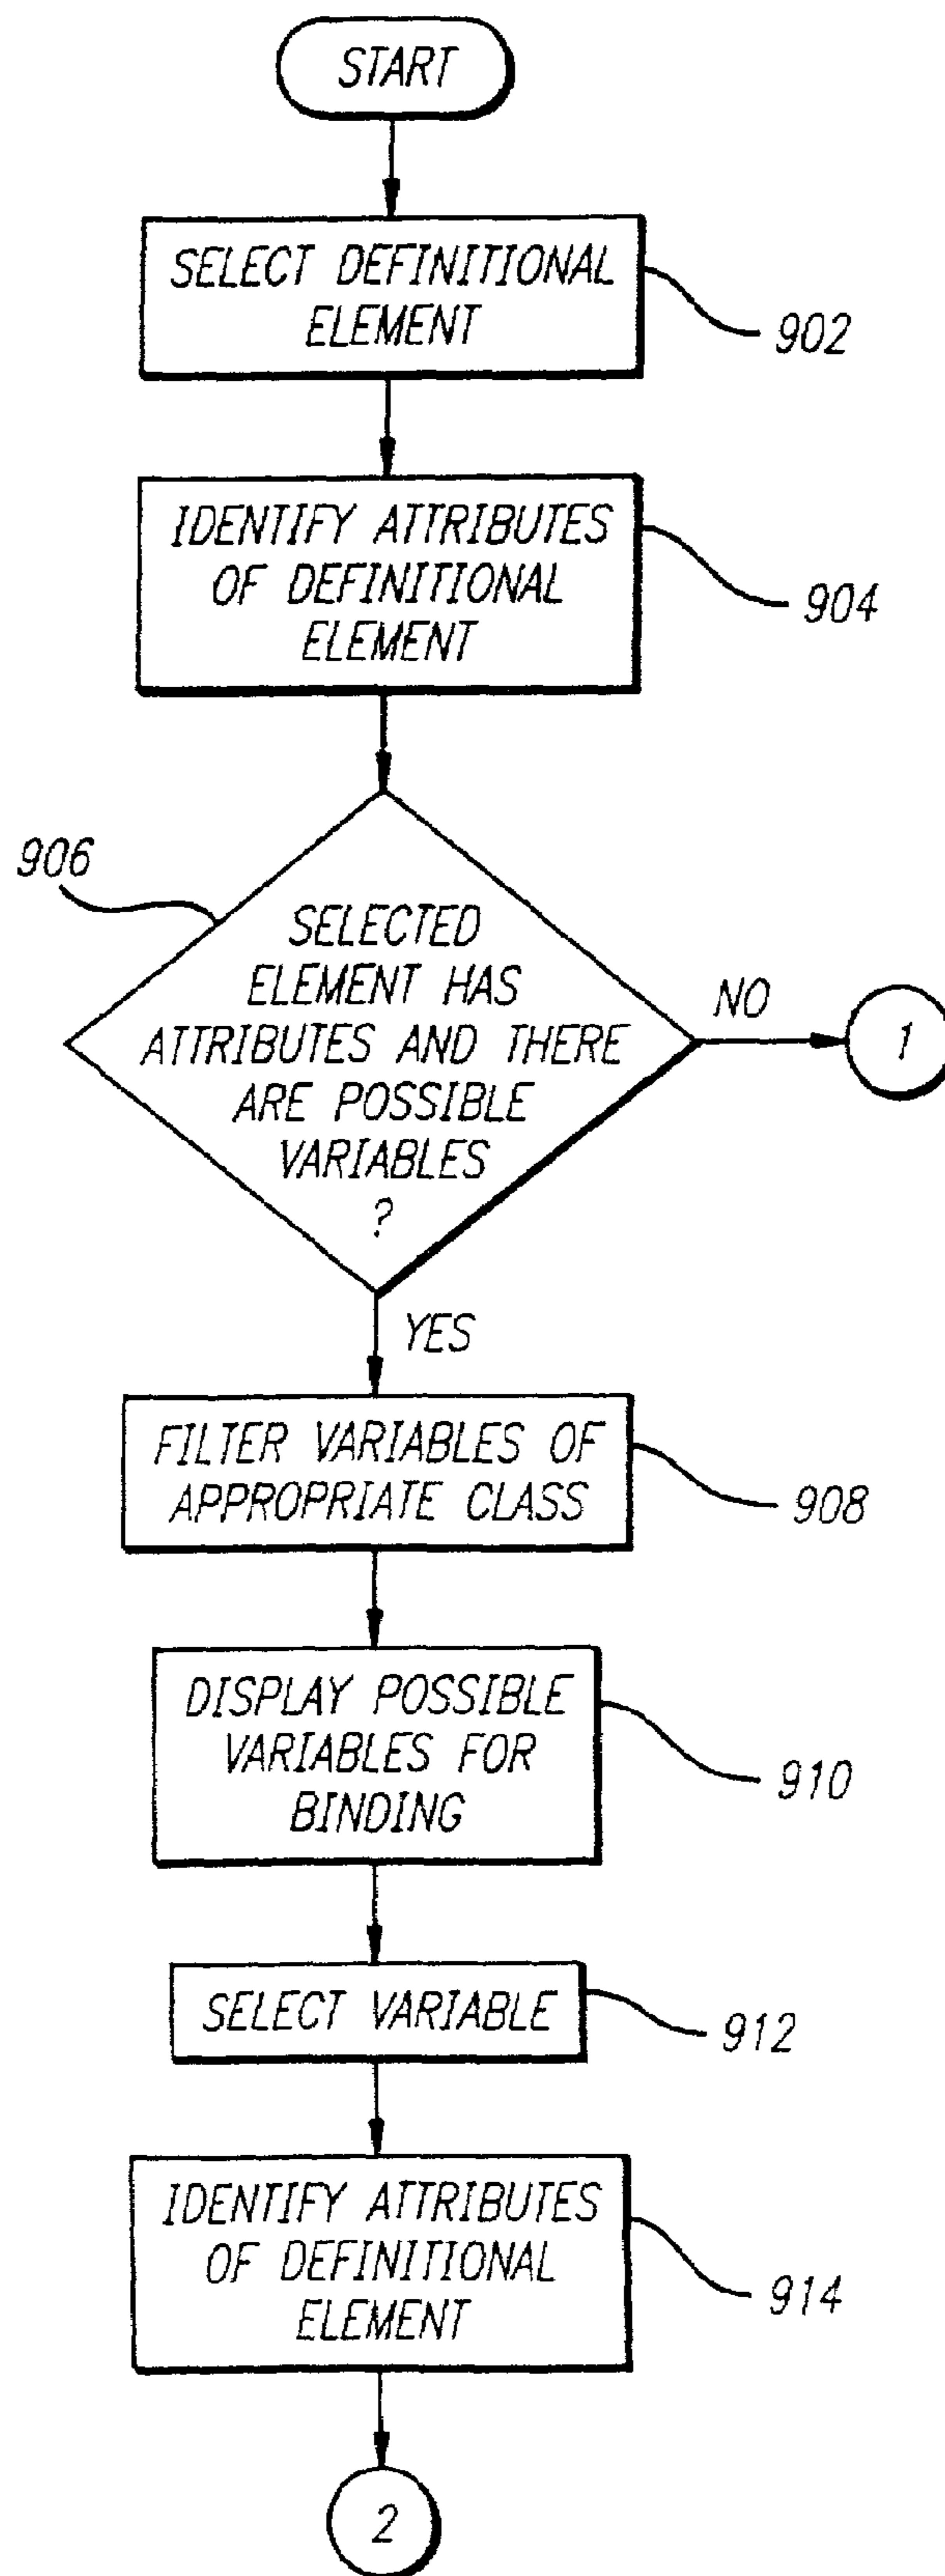 START
SELECT DEFINITIONAL
ELEMENT
902
IDENTIFY ATTRIBUTES
OF DEFINITIONAL
ELEMENT
904
906
SELECTED
ELEMENT HAS
ATTRIBUTES AND THERE
ARE POSSIBLE
VARIABLES
?
NO
1
YES
FILTER VARIABLES OF
APPROPRIATE CLASS
908
DISPLAY POSSIBLE
VARIABLES FOR
BINDING
910
SELECT VARIABLE
912
IDENTIFY ATTRIBUTES
OF DEFINITIONAL
ELEMENT
914
2